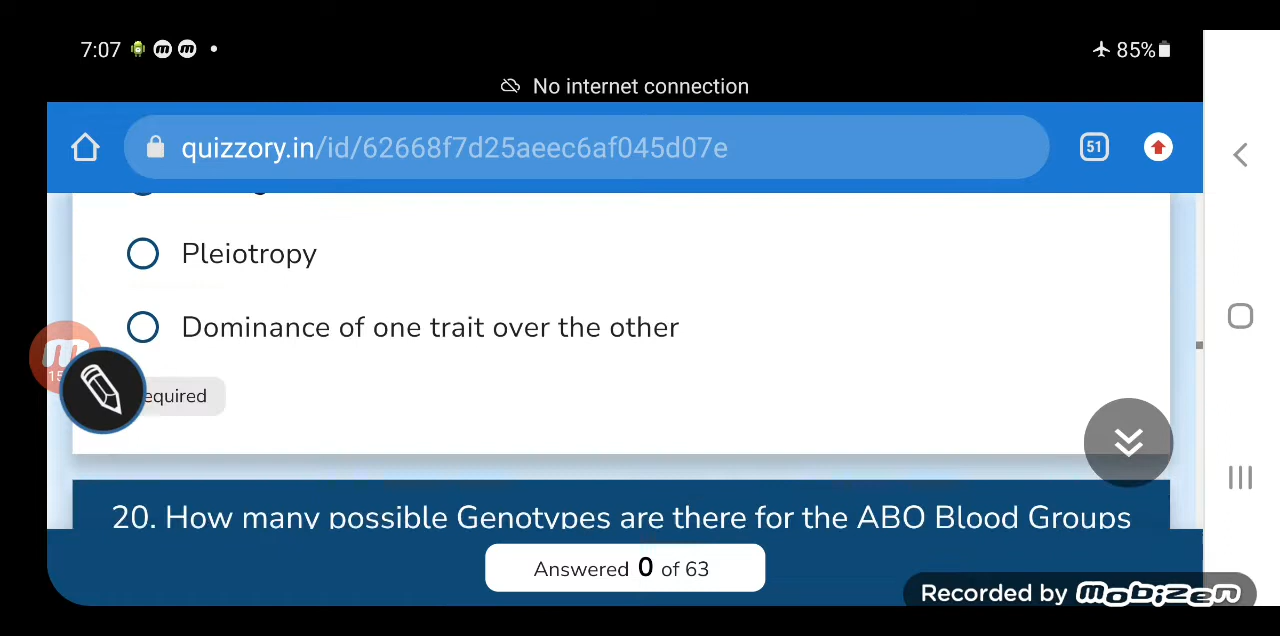 7:07
85%
No internet connection
quizzory.in/id/62668f7d25aeec6af045d07e
51
Pleiotropy
Dominance of one trait over the other
equired
20. How many possible Genotypes are there for the ABO Blood Groups
Answered 0 of 63
Recorded by mobizen